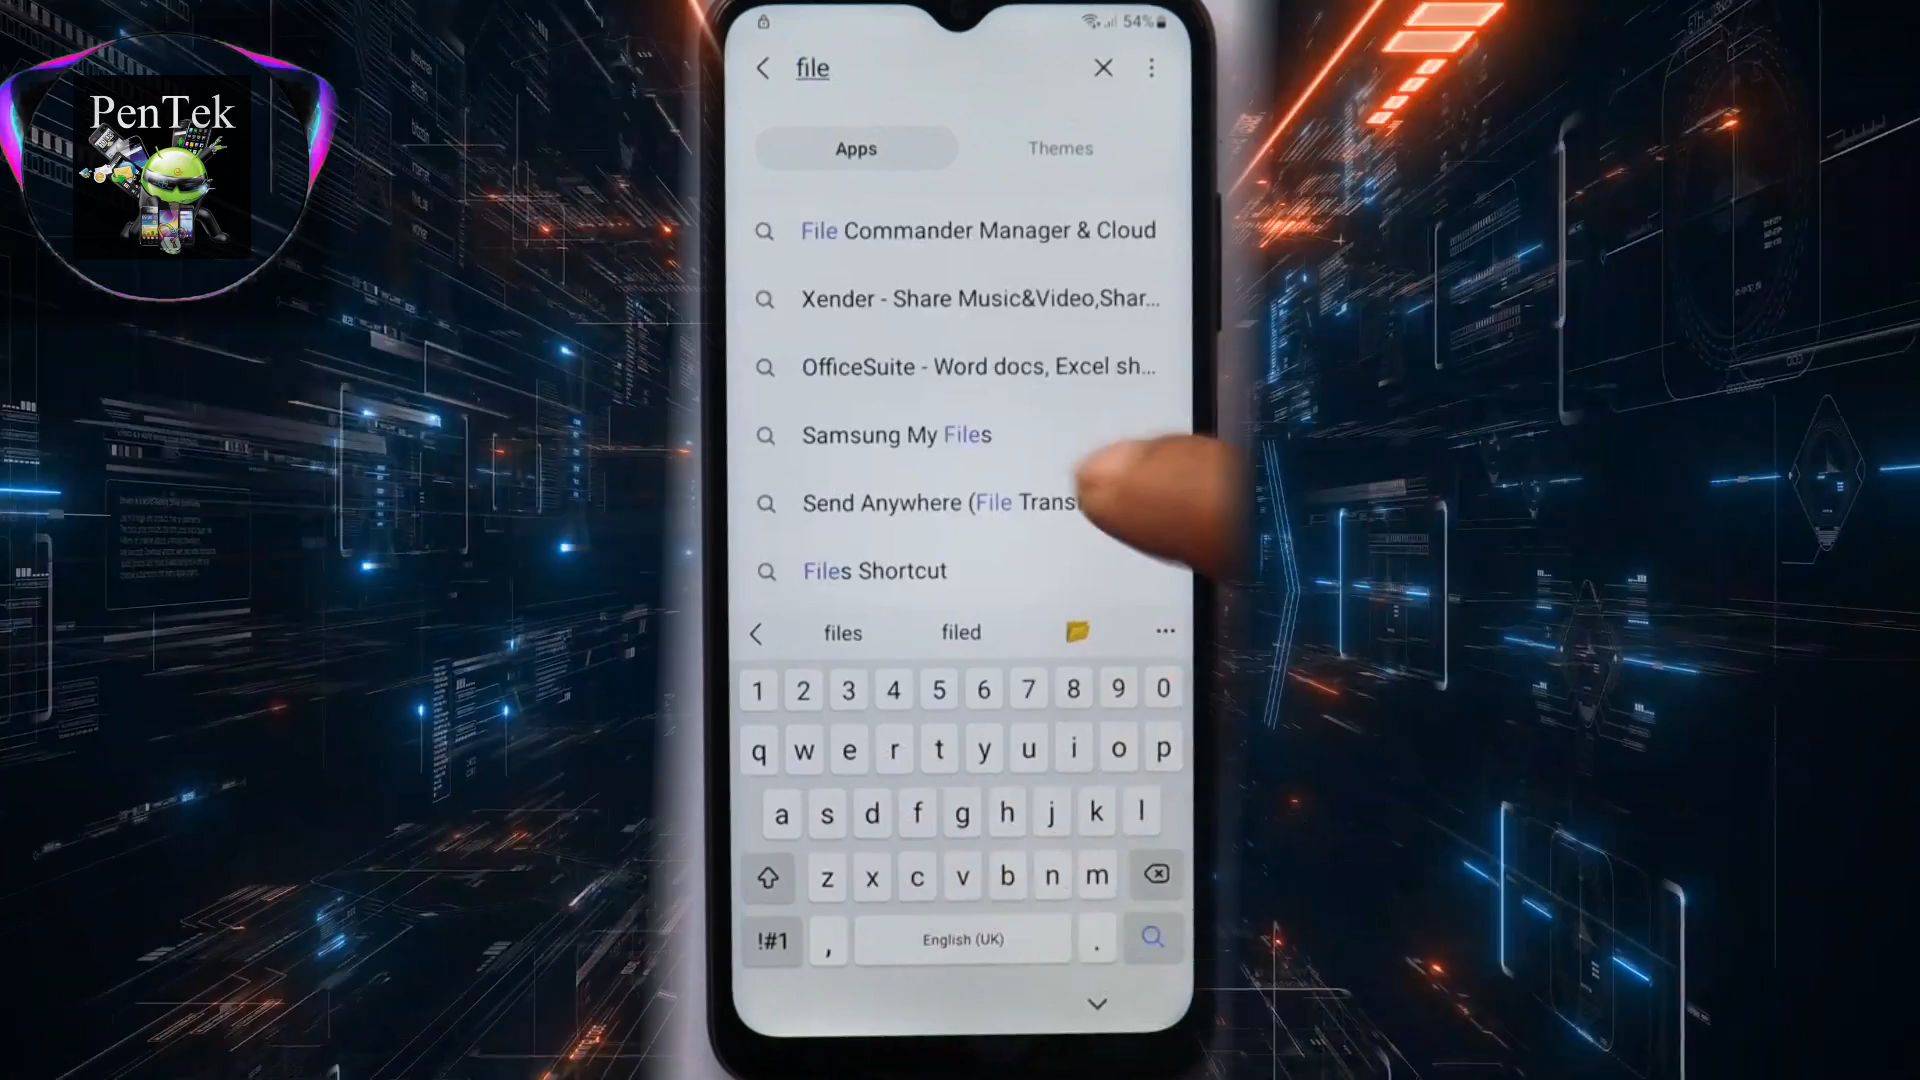 PenTek
54%
file
Apps
Themes
File Commander Manager & Cloud
Xender - Share Music&Video,Shar...
OfficeSuite - Word docs, Excel sh...
Samsung My Files
Send Anywhere (File Trans
Files Shortcut
files
filed
1 2 3 4 5 6 7 8 9 0
q w e r t y u i o p
a s d f g h j k l
z x c v b n m
!#1 , English (UK) .